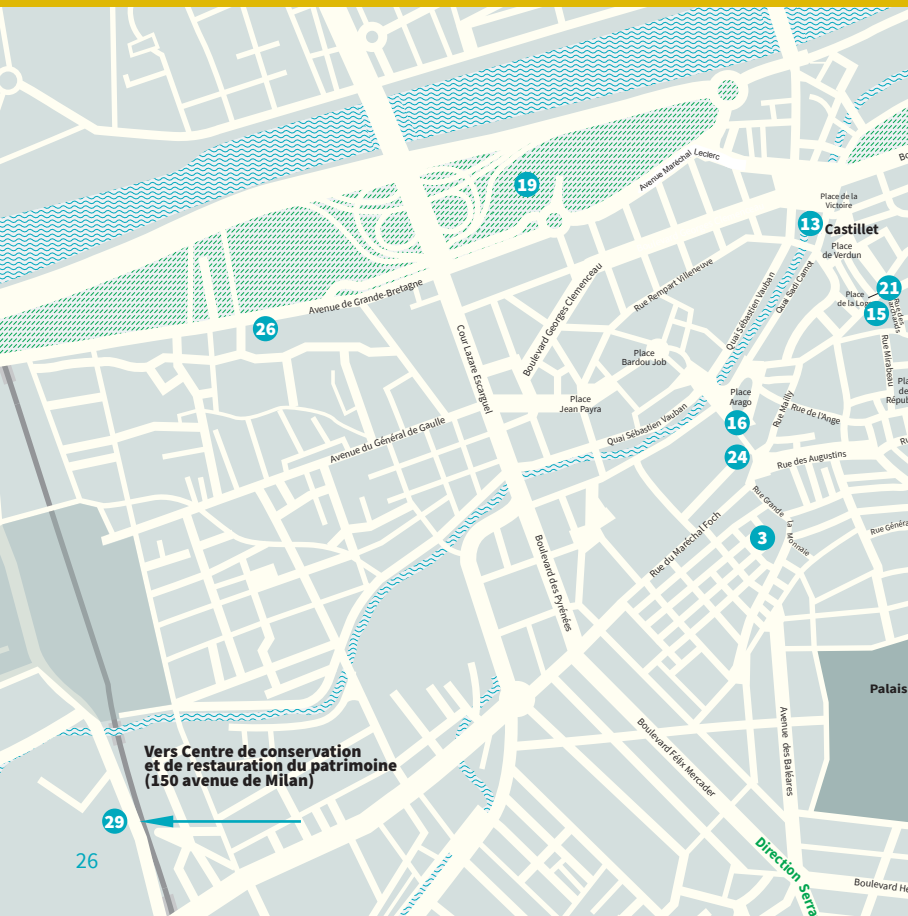 Avenue Maréchal Leclerc
19
Place de la
Victoire
13
Castillet
Place
de Verdun
21
Place
de la Loge
15
Rue des
Marchands
Rue Mirabeau
26
Avenue de Grande-Bretagne
Boulevard Georges Clemenceau
Rue Rempart Villeneuve
Quai Sébastien Vauban
Quai Sadi Carnot
Cour Lazare Escarguel
Place
Bardou Job
Place
Jean Payra
Place
Arago
16
Rue Mailly
Rue de l'Ange
Quai Sébastien Vauban
Avenue du Général de Gaulle
24
Rue des Augustins
Rue Grande
la Monnaie
3
Rue du Maréchal Foch
Boulevard des Pyrénées
Palais
Boulevard Félix Mercader
Avenue des Baléares
Vers Centre de conservation
et de restauration du patrimoine
(150 avenue de Milan)
29
26
Direction Serra
Boulevard He